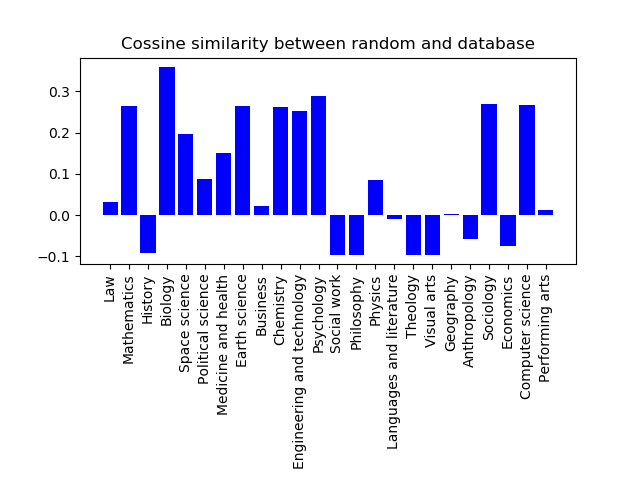 Cossine similarity between random and database
0.3
0.2
0.1
0.0
−0.1
Law
Mathematics
History
Biology
Space science
Political science
Medicine and health
Earth science
Business
Chemistry
Engineering and technology
Psychology
Social work
Philosophy
Physics
Languages and literature
Theology
Visual arts
Geography
Anthropology
Sociology
Economics
Computer science
Performing arts